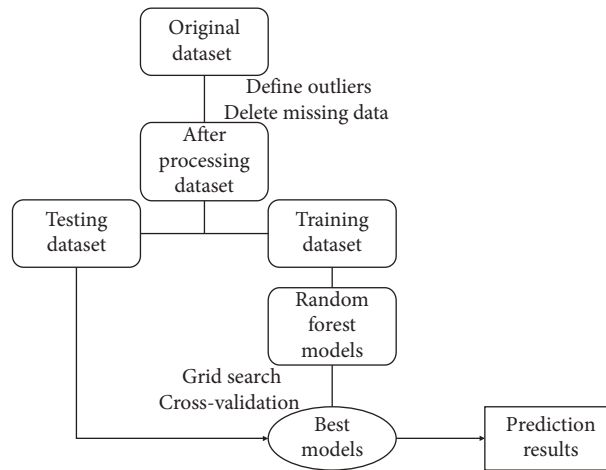 Original
dataset
Define outliers
Delete missing data
After
processing
dataset
Testing
dataset
Training
dataset
Random
forest
models
Grid search
Cross-validation
Best
models
Prediction
results